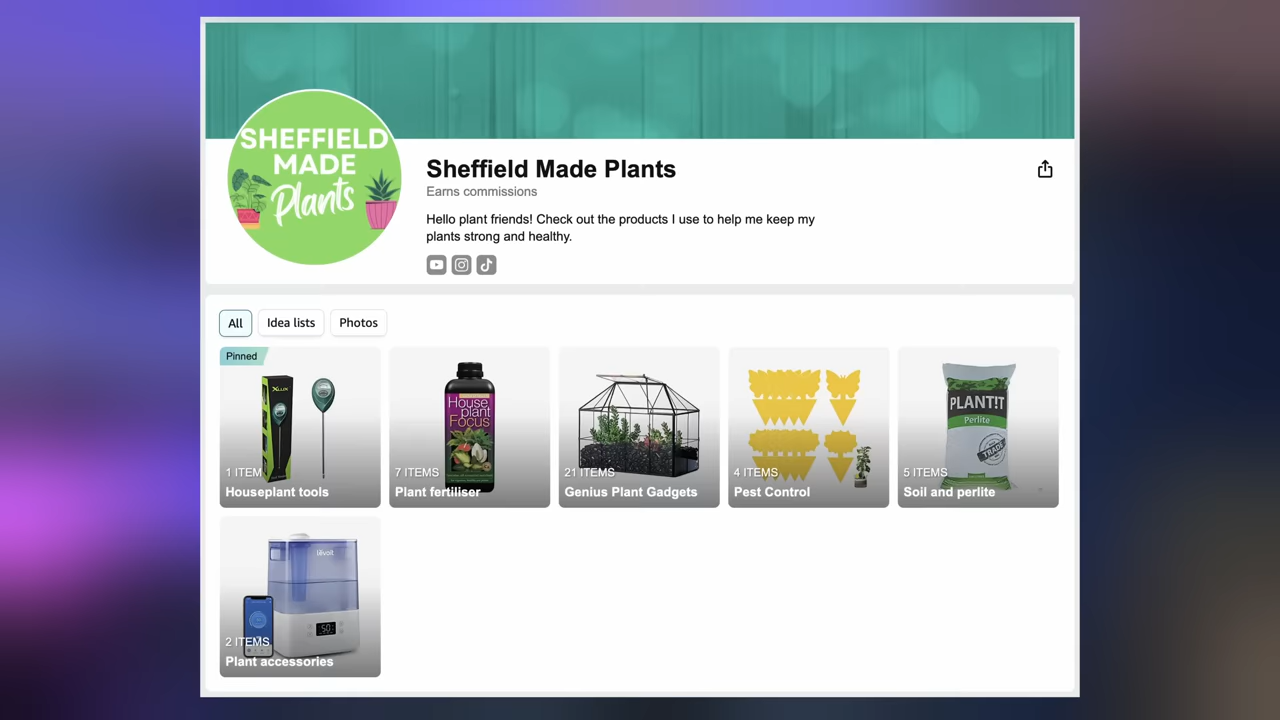 SHEFFIELD
MADE
Plants
Sheffield Made Plants
Earns commissions
Hello plant friends! Check out the products I use to help me keep my
plants strong and healthy.
All
Idea lists
Photos
Pinned
XLUX
1 ITEM
Houseplant tools
House
plant
Focus
7 ITEMS
Plant fertiliser
21 ITEMS
Genius Plant Gadgets
4 ITEMS
Pest Control
PLANT!T
Perlite
TRADE
5 ITEMS
Soil and perlite
levoit
50
2 ITEMS
Plant accessories